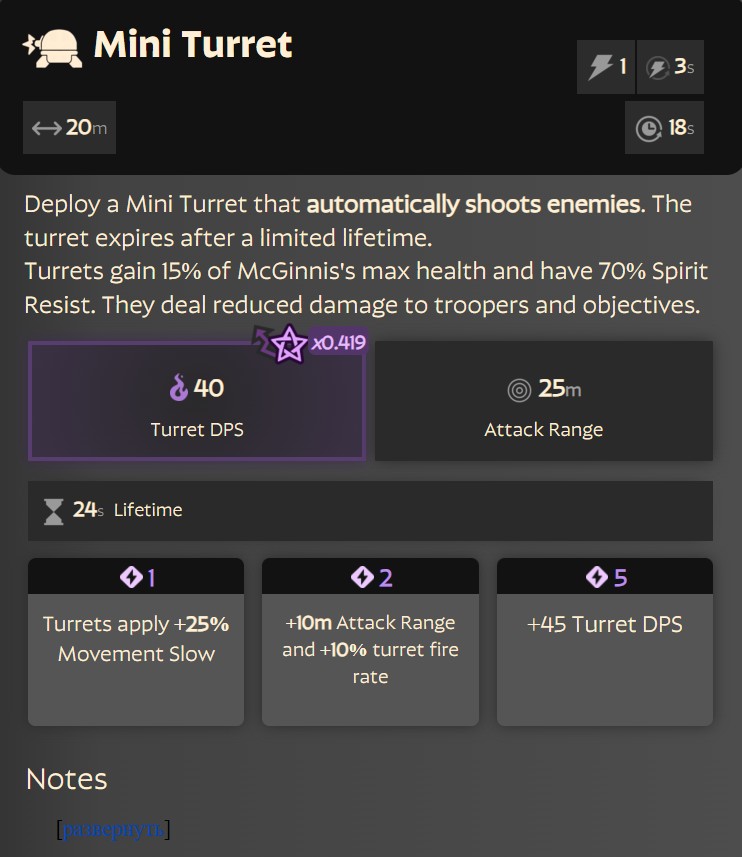 Mini Turret
1
3s
20m
18s
Deploy a Mini Turret that automatically shoots enemies. The
turret expires after a limited lifetime.
Turrets gain 15% of McGinnis's max health and have 70% Spirit
Resist. They deal reduced damage to troopers and objectives.
x0.419
40
Turret DPS
25m
Attack Range
24s Lifetime
1
Turrets apply +25%
Movement Slow
2
+10m Attack Range
and +10% turret fire
rate
5
+45 Turret DPS
Notes
[развернуть]